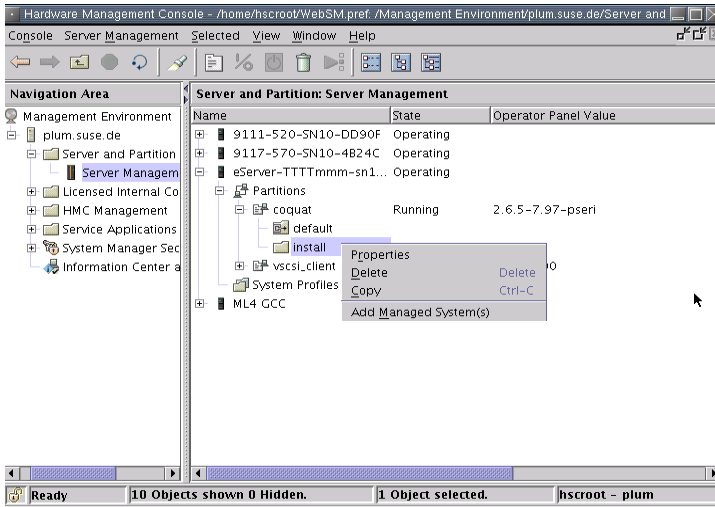 Hardware Management Console - /home/hscroot/WebSM.pref: /Management Environment/plum.suse.de/Server and
Console Server Management Selected View Window Help
Navigation Area
Management Environment
plum.suse.de
Server and Partition
Server Managem
Licensed Internal Co
HMC Management
Service Applications
System Manager Sec
Information Center a
Server and Partition: Server Management
Name State Operator Panel Value
9111-520-SN10-DD90F Operating
9117-570-SN10-4B24C Operating
eServer-TTTTmmm-sn1... Operating
Partitions
coquat Running 2.6.5-7.97-pseri
default
install
vscsi_client 00
System Profiles
ML4 GCC
Properties
Delete Delete
Copy Ctrl-C
Add Managed System(s)
Ready 10 Objects shown 0 Hidden. 1 Object selected. hscroot - plum